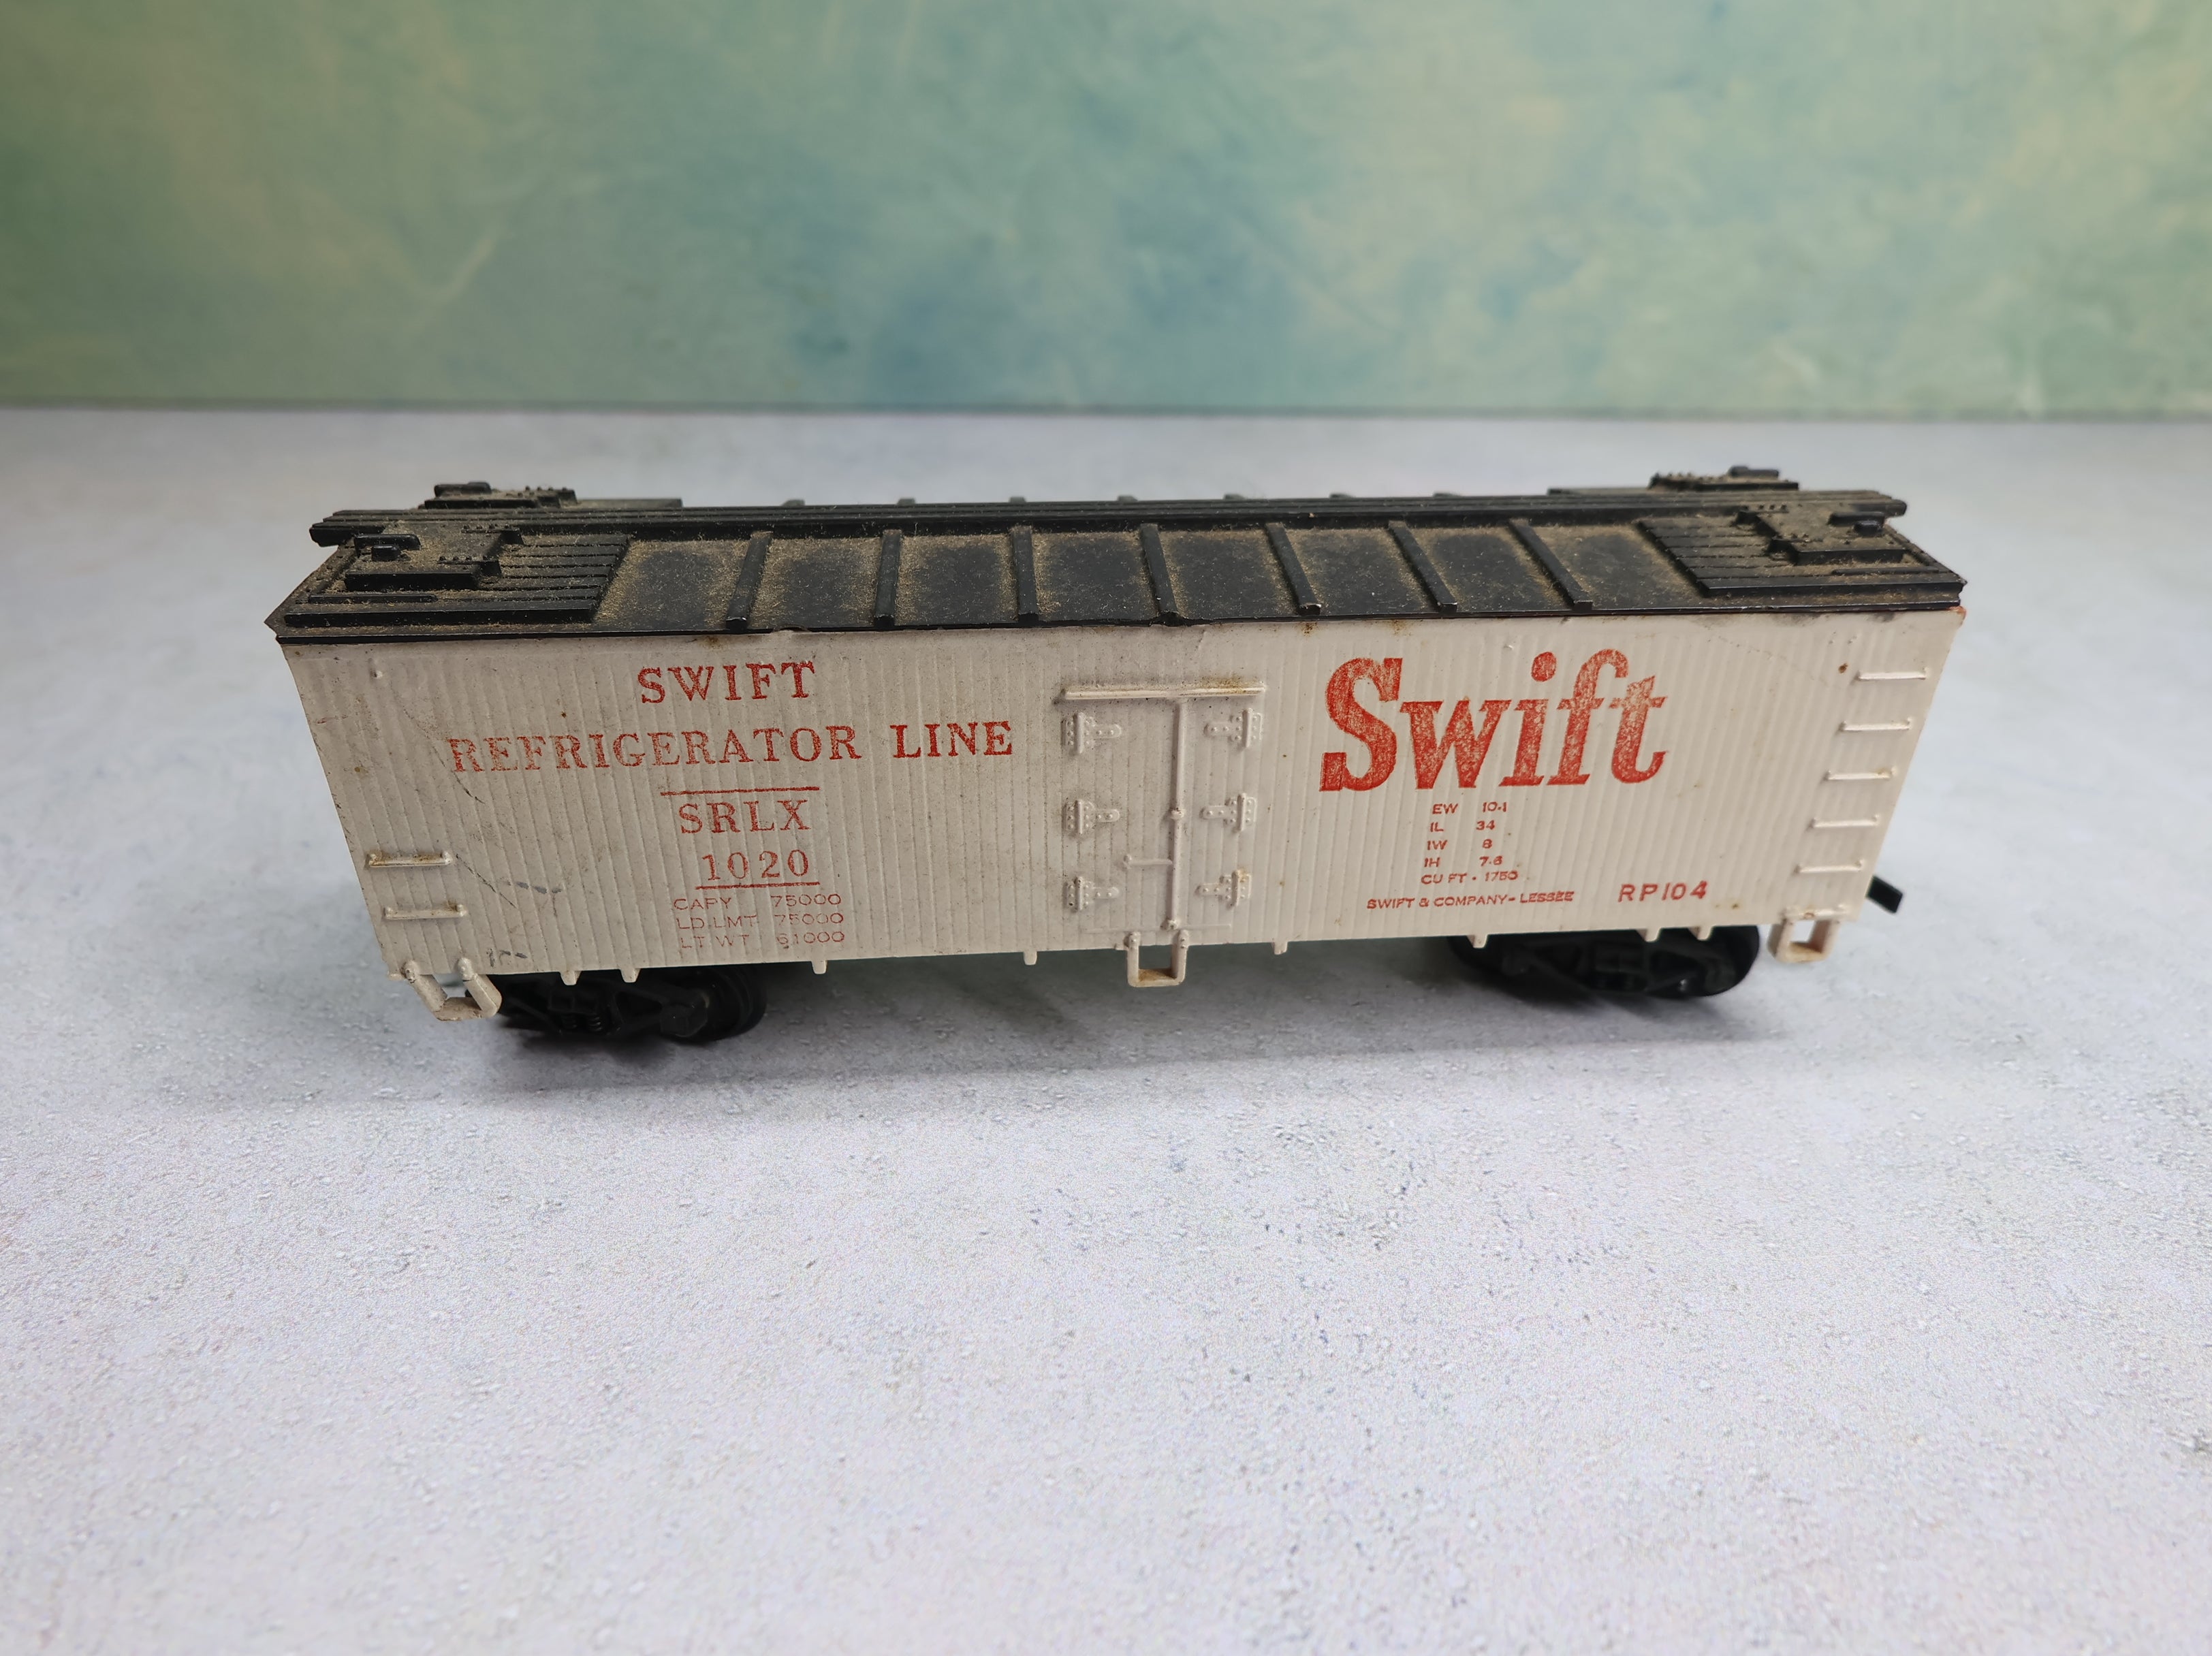 SWIFT
REFRIGERATOR LINE
SRLX
1020
CAPY 75000
LD.LMT 75000
LT WT 61000
Swift
EW 10-1
IL 34
IW 8
IH 7-6
CU FT - 1750
SWIFT & COMPANY- LESSEE
RP104